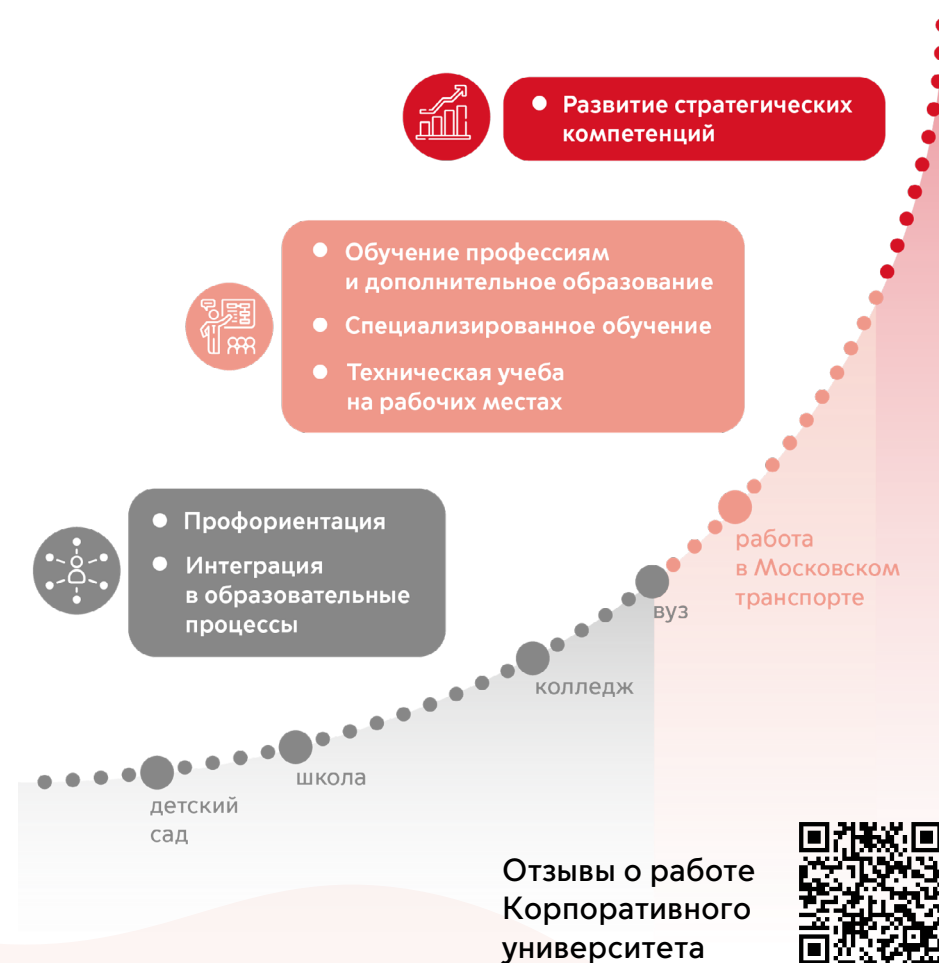 Развитие стратегических
компетенций
Обучение профессиям
и дополнительное образование
Специализированное обучение
Техническая учеба
на рабочих местах
Профориентация
Интеграция
в образовательные
процессы
работа
в Московском
транспорте
вуз
колледж
школа
детский
сад
Отзывы о работе
Корпоративного
университета